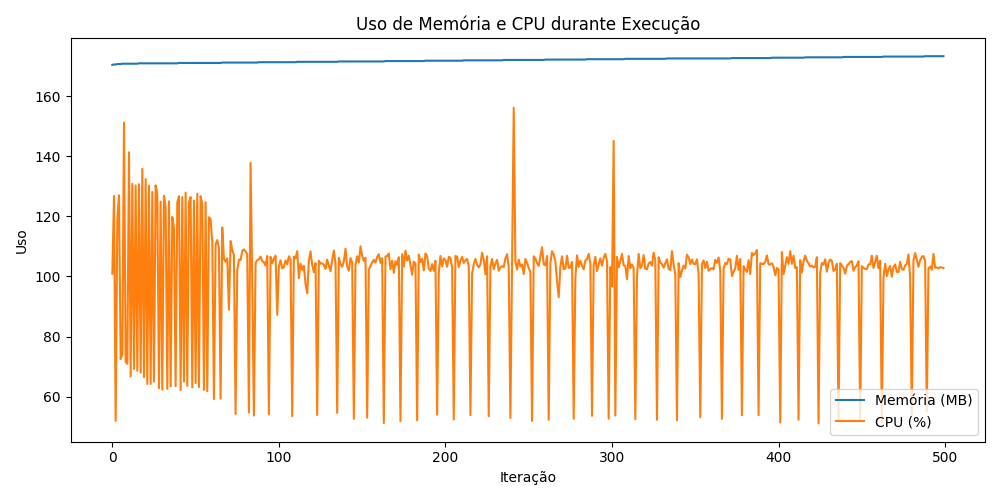 Uso de Memória e CPU durante Execução
Uso
160
140
120
100
80
60
0
100
200
300
400
500
Iteração
Memória (MB)
CPU (%)